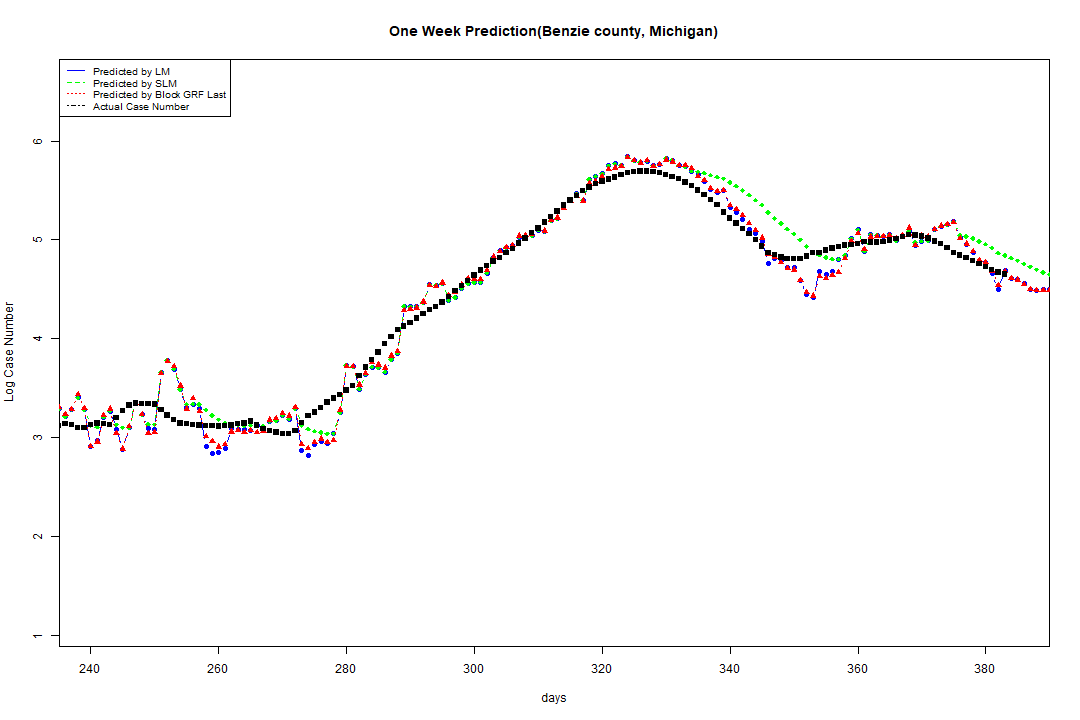 One Week Prediction(Benzie county, Michigan)
Predicted by LM
Predicted by SLM
Predicted by Block GRF Last
Actual Case Number
6
5
4
3
2
1
Log Case Number
240 260 280 300 320 340 360 380
days